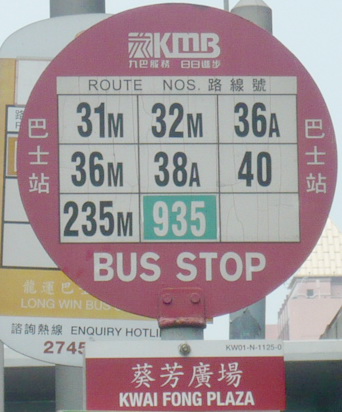 KMB
九巴服務 日日進步
ROUTE NOS. 路線號
31M 32M 36A
36M 38A 40
235M 935
巴士站
巴士站
BUS STOP
龍運巴
LONG WIN BUS
諮詢熱線 ENQUIRY HOTLI
2745
KW01-N-1125-0
葵芳廣場
KWAI FONG PLAZA